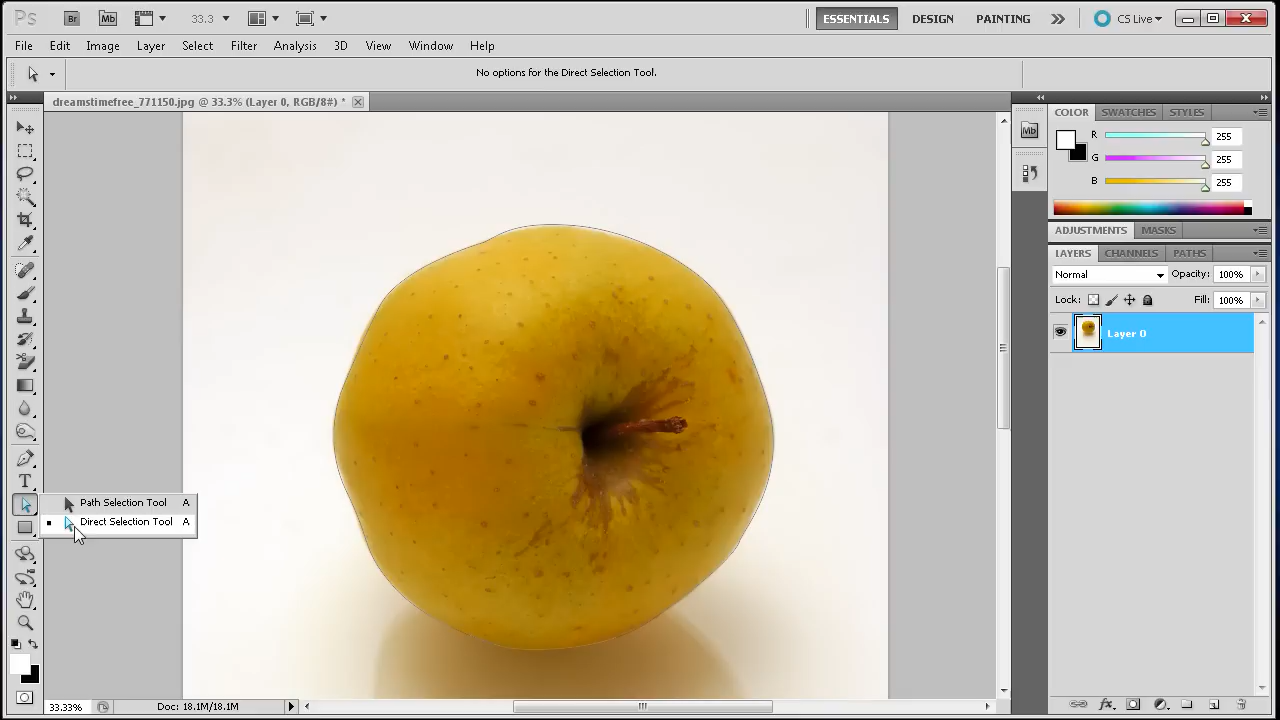 Ps Br Mb 33.3 ESSENTIALS DESIGN PAINTING CS Live
File Edit Image Layer Select Filter Analysis 3D View Window Help
No options for the Direct Selection Tool.
dreamstimefree_771150.jpg @ 33.3% (Layer 0, RGB/8#) *
Mb
COLOR SWATCHES STYLES
R 255
G 255
B 255
ADJUSTMENTS MASKS
LAYERS CHANNELS PATHS
Normal Opacity: 100%
Lock: Fill: 100%
Layer 0
T
Path Selection Tool A
Direct Selection Tool A
33.33% Doc: 18.1M/18.1M
fx